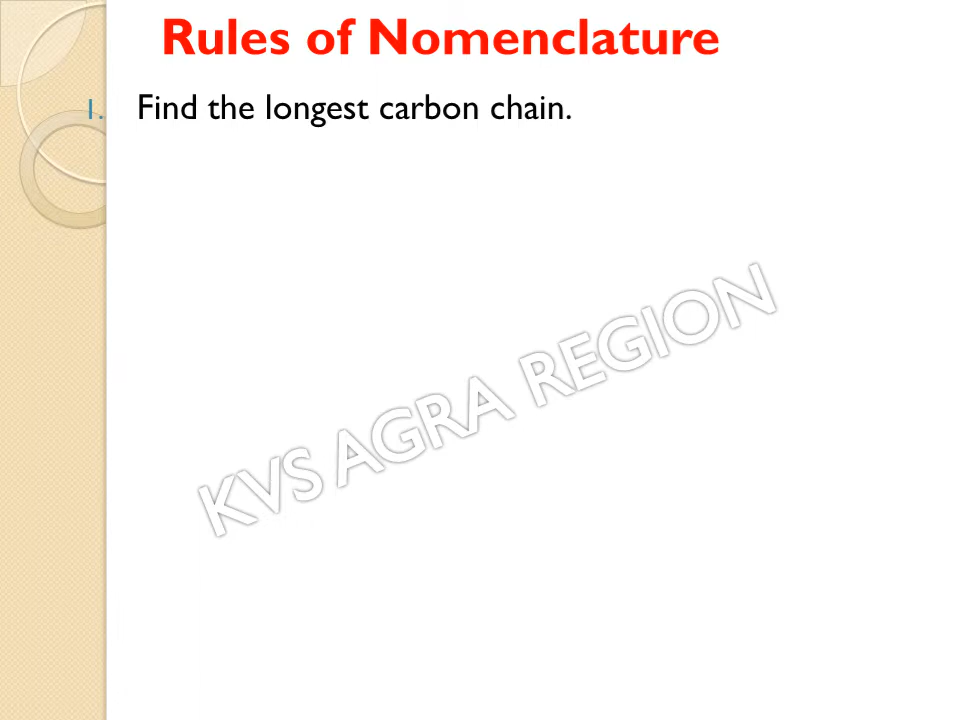 Rules of Nomenclature
1. Find the longest carbon chain.
KVS AGRA REGION